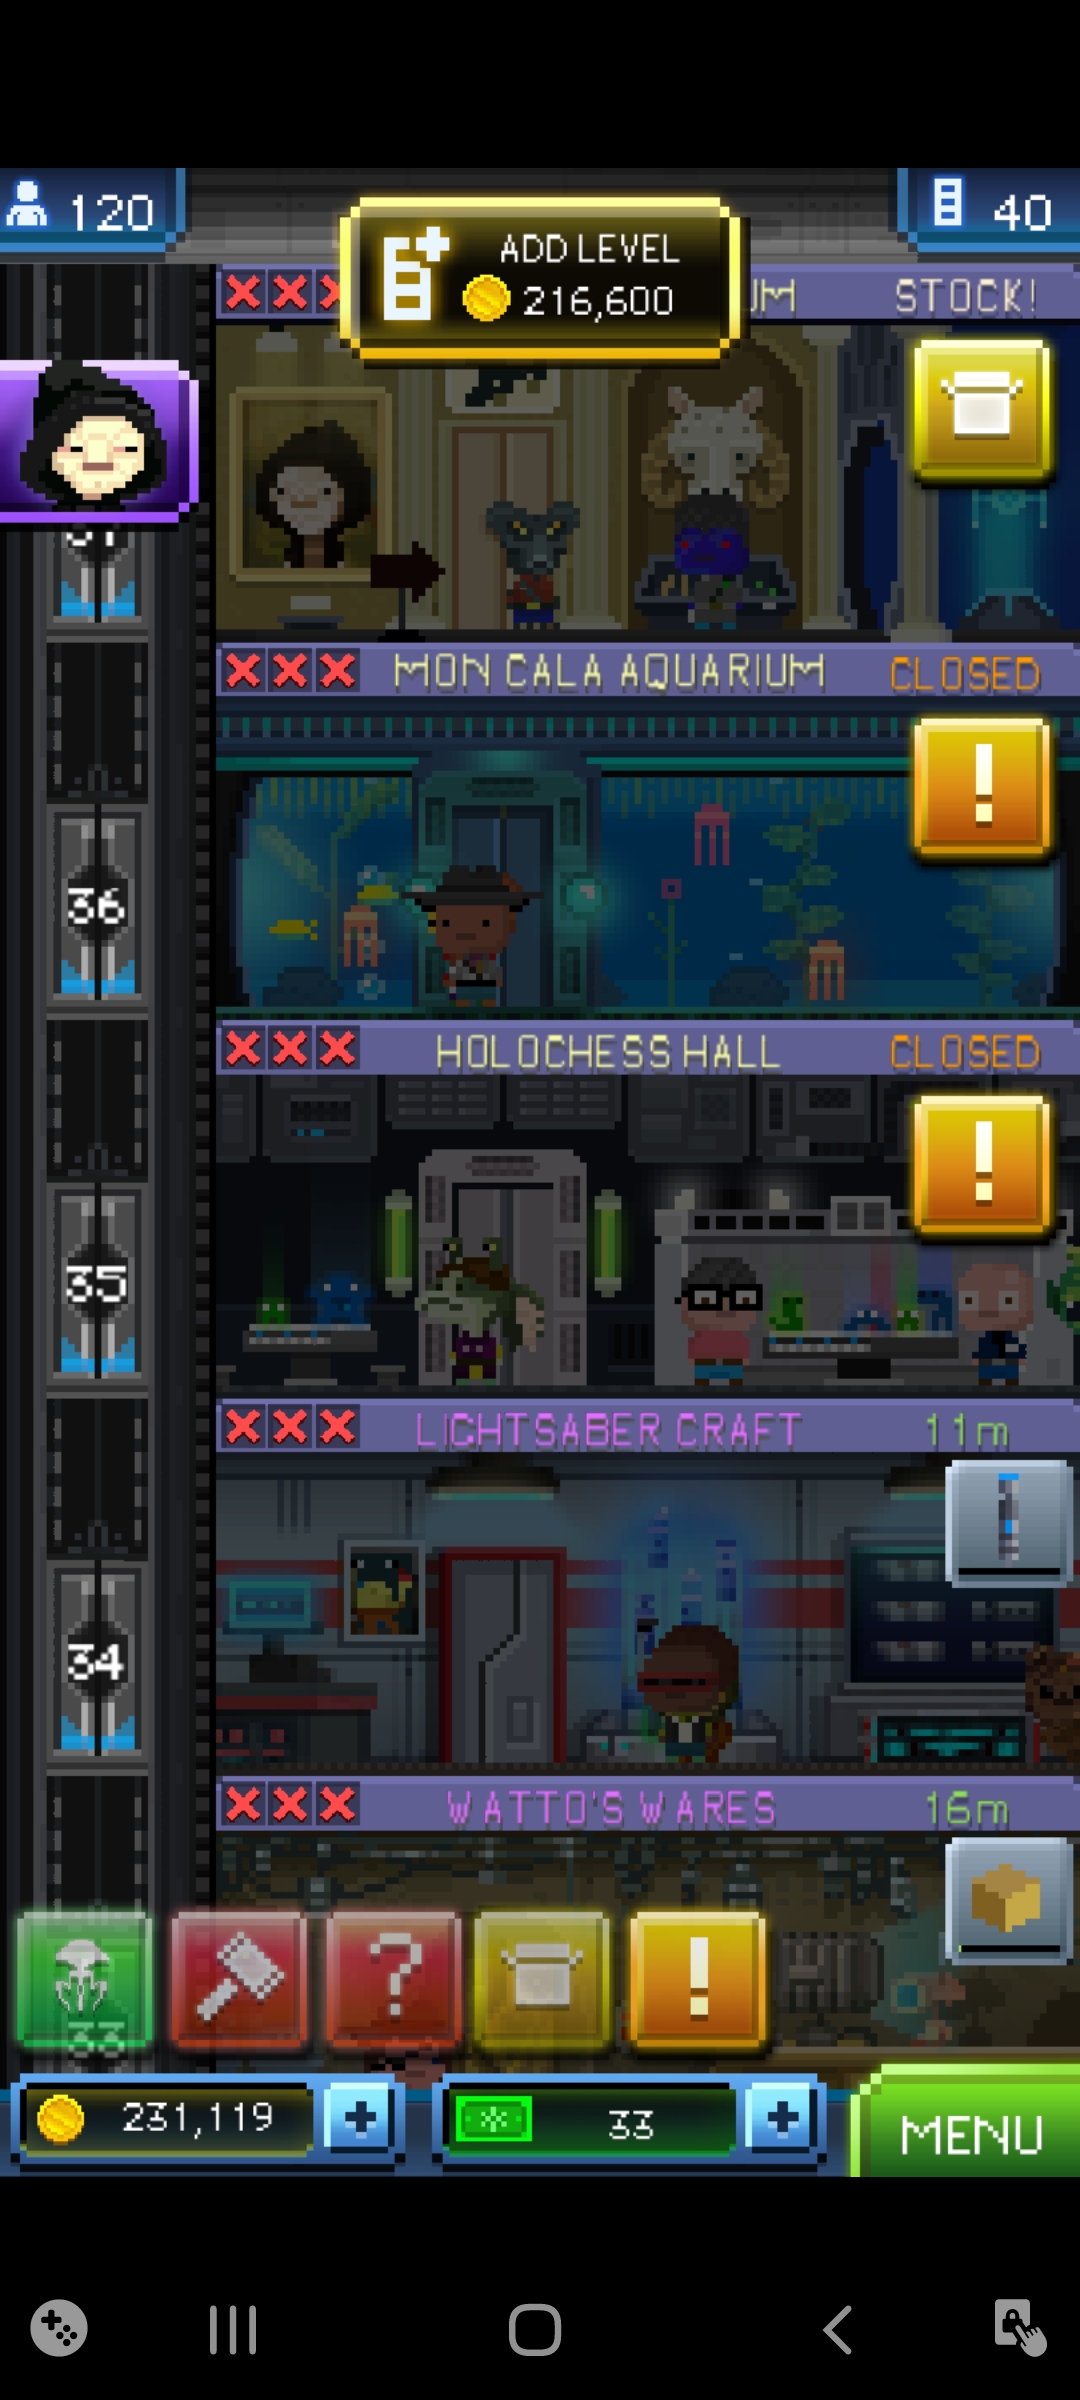 120
ADD LEVEL
216,600
40
UM STOCK!
MON CALA AQUARIUM CLOSED
36
HOLOCHESS HALL CLOSED
35
LIGHTSABER CRAFT 11m
34
WATTO'S WARES 16m
?
33
231,119
33
MENU